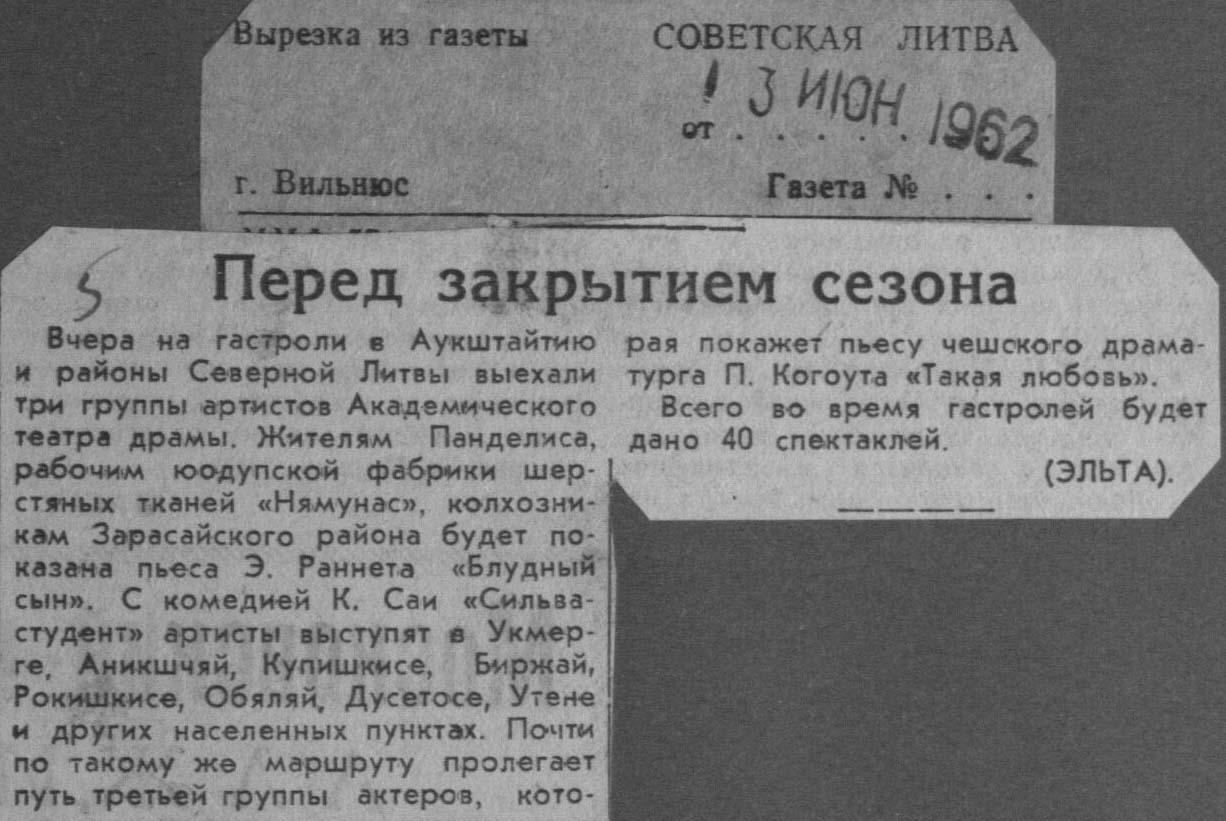 Вырезка из газеты
СОВЕТСКАЯ ЛИТВА
3 ИЮН 1962
от . . . . .
г. Вильнюс
Газета № . . .
5
Перед закрытием сезона
Вчера на гастроли в Аукштайтию
и районы Северной Литвы выехали
три группы артистов Академического
театра драмы. Жителям Панделиса,
рабочим юодупской фабрики шер-
стяных тканей «Нямунас», колхозни-
кам Зарасайского района будет по-
казана пьеса Э. Раннета «Блудный
сын». С комедией К. Саи «Сильва-
студент» артисты выступят в Укмер-
ге, Аникшчяй, Купишкисе, Биржай,
Рокишкисе, Обяляй, Дусетосе, Утене
и других населенных пунктах. Почти
по такому же маршруту пролегает
путь третьей группы актеров, кото-
рая покажет пьесу чешского драма-
турга П. Когоута «Такая любовь».
Всего во время гастролей будет
дано 40 спектаклей.
(ЭЛЬТА).